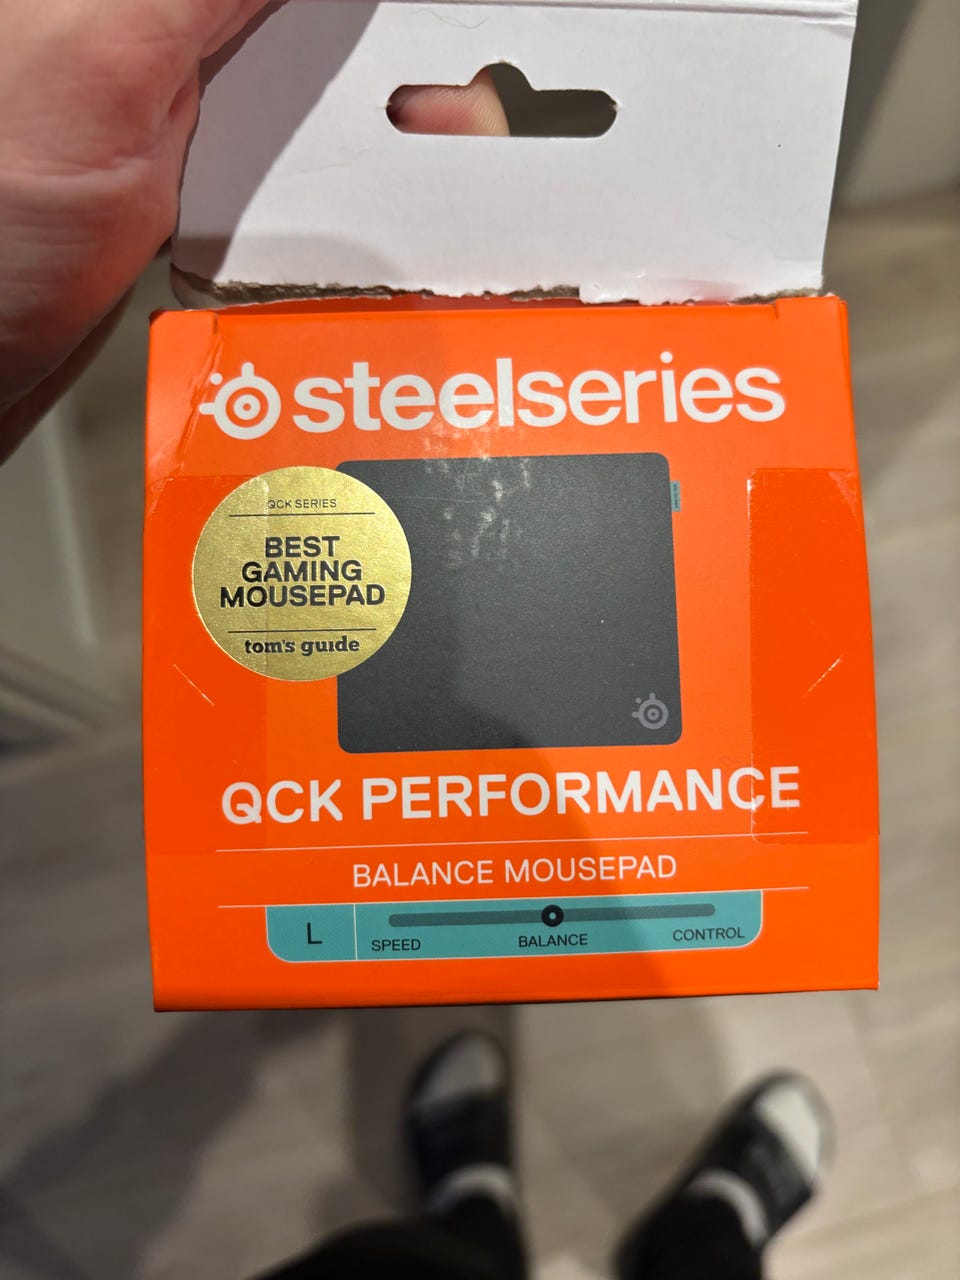 steelseries
QCK SERIES
BEST
GAMING
MOUSEPAD
tom's guide
QCK PERFORMANCE
BALANCE MOUSEPAD
L
SPEED
BALANCE
CONTROL